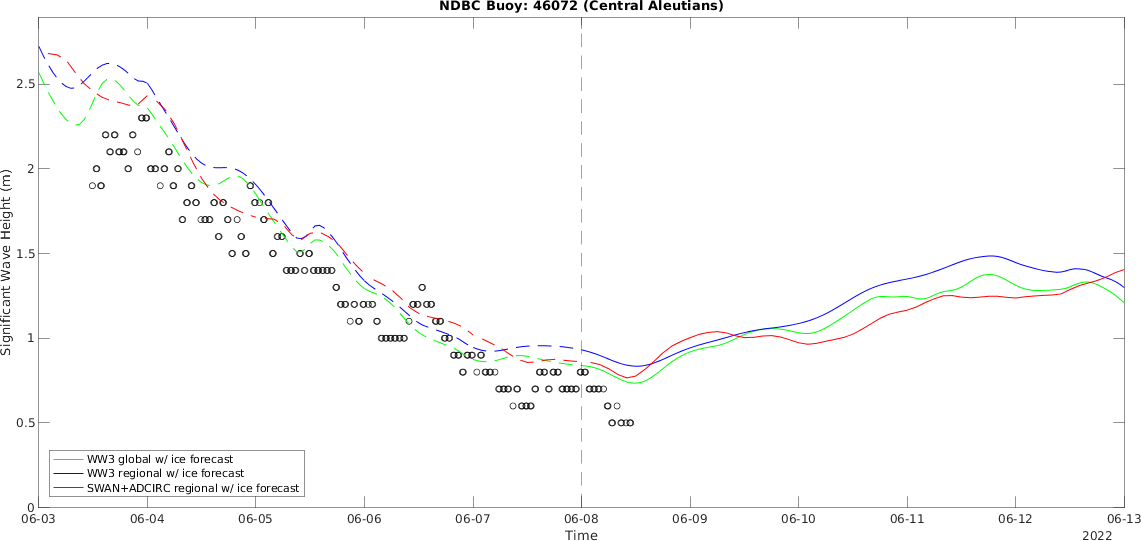 NDBC Buoy: 46072 (Central Aleutians)
Significant Wave Height (m)
2.5
2
1.5
1
0.5
0
WW3 global w/ ice forecast
WW3 regional w/ ice forecast
SWAN+ADCIRC regional w/ ice forecast
06-03 06-04 06-05 06-06 06-07 06-08 06-09 06-10 06-11 06-12 06-13
Time
2022